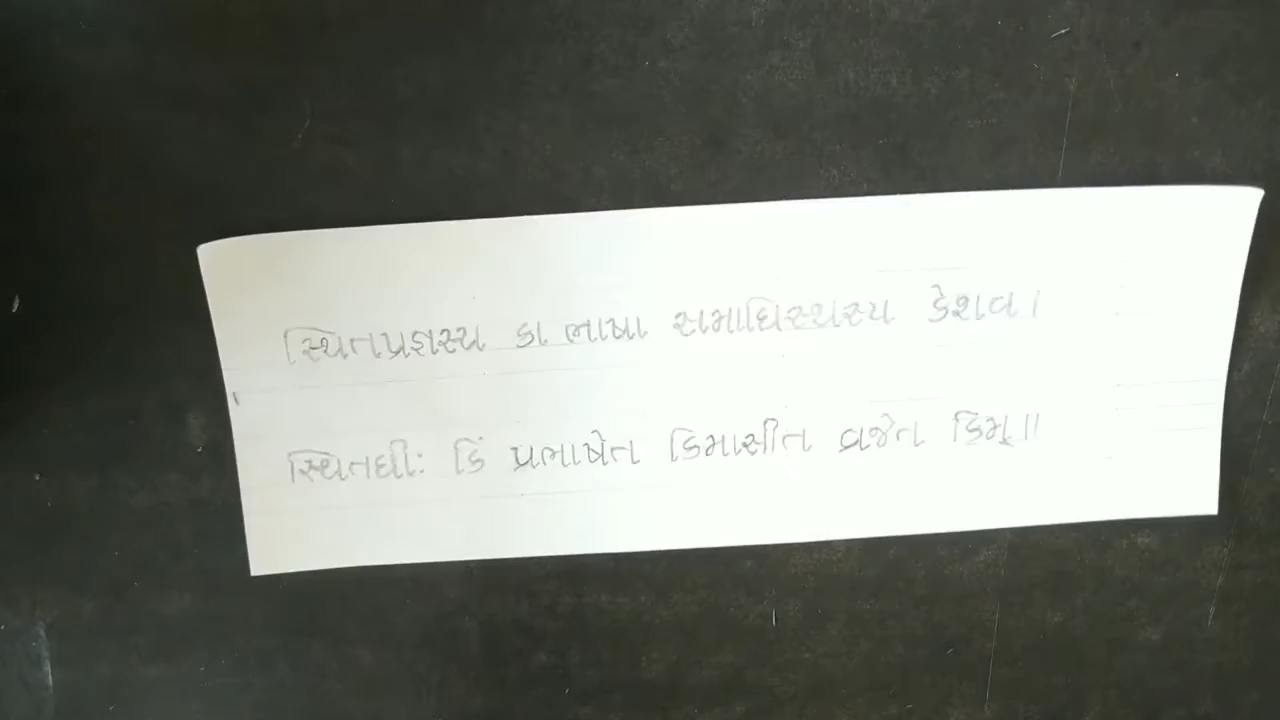 સ્થિતપ્રજ્ઞસ્ય કા ભાષા સમાધિસ્થસ્ય કેશવ।
સ્થિતધીઃ કિં પ્રભાષેત કિમાસીત વ્રજેત કિમ્॥